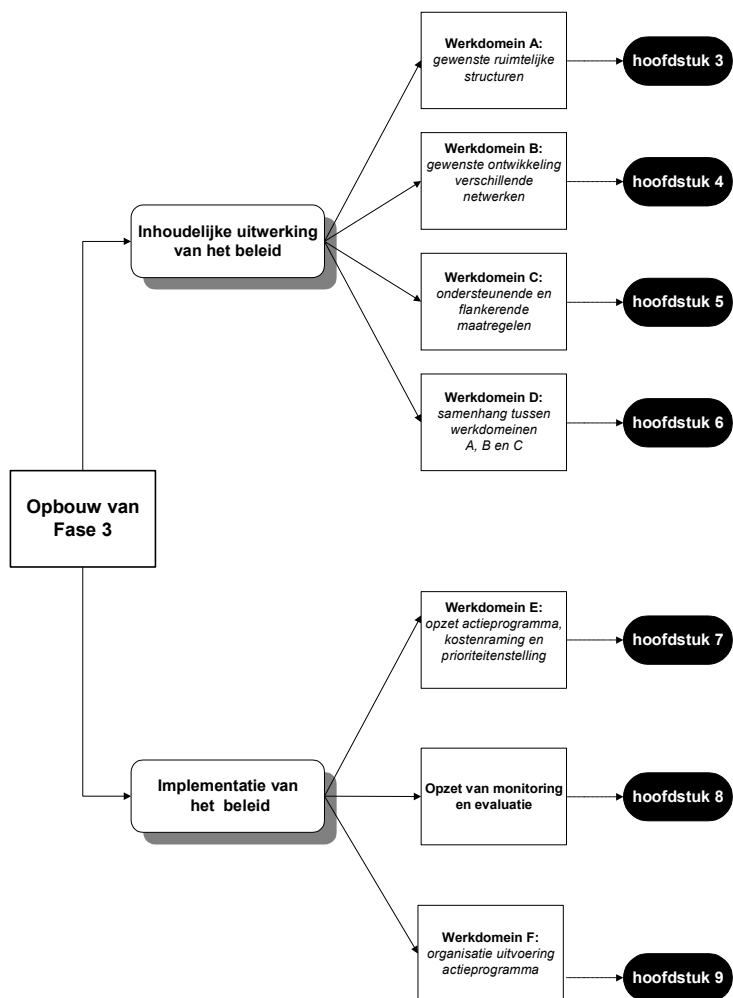 Werkdomein A:
gewenste ruimtelijke
structuren
hoofdstuk 3
Werkdomein B:
gewenste ontwikkeling
verschillende
netwerken
hoofdstuk 4
Inhoudelijke uitwerking
van het beleid
Werkdomein C:
ondersteunende en
flankerende
maatregelen
hoofdstuk 5
Werkdomein D:
samenhang tussen
werkdomeinen
A, B en C
hoofdstuk 6
Opbouw van
Fase 3
Werkdomein E:
opzet actieprogramma,
kostenraming en
prioriteitenstelling
hoofdstuk 7
Implementatie van
het beleid
Opzet van monitoring
en evaluatie
hoofdstuk 8
Werkdomein F:
organisatie uitvoering
actieprogramma
hoofdstuk 9